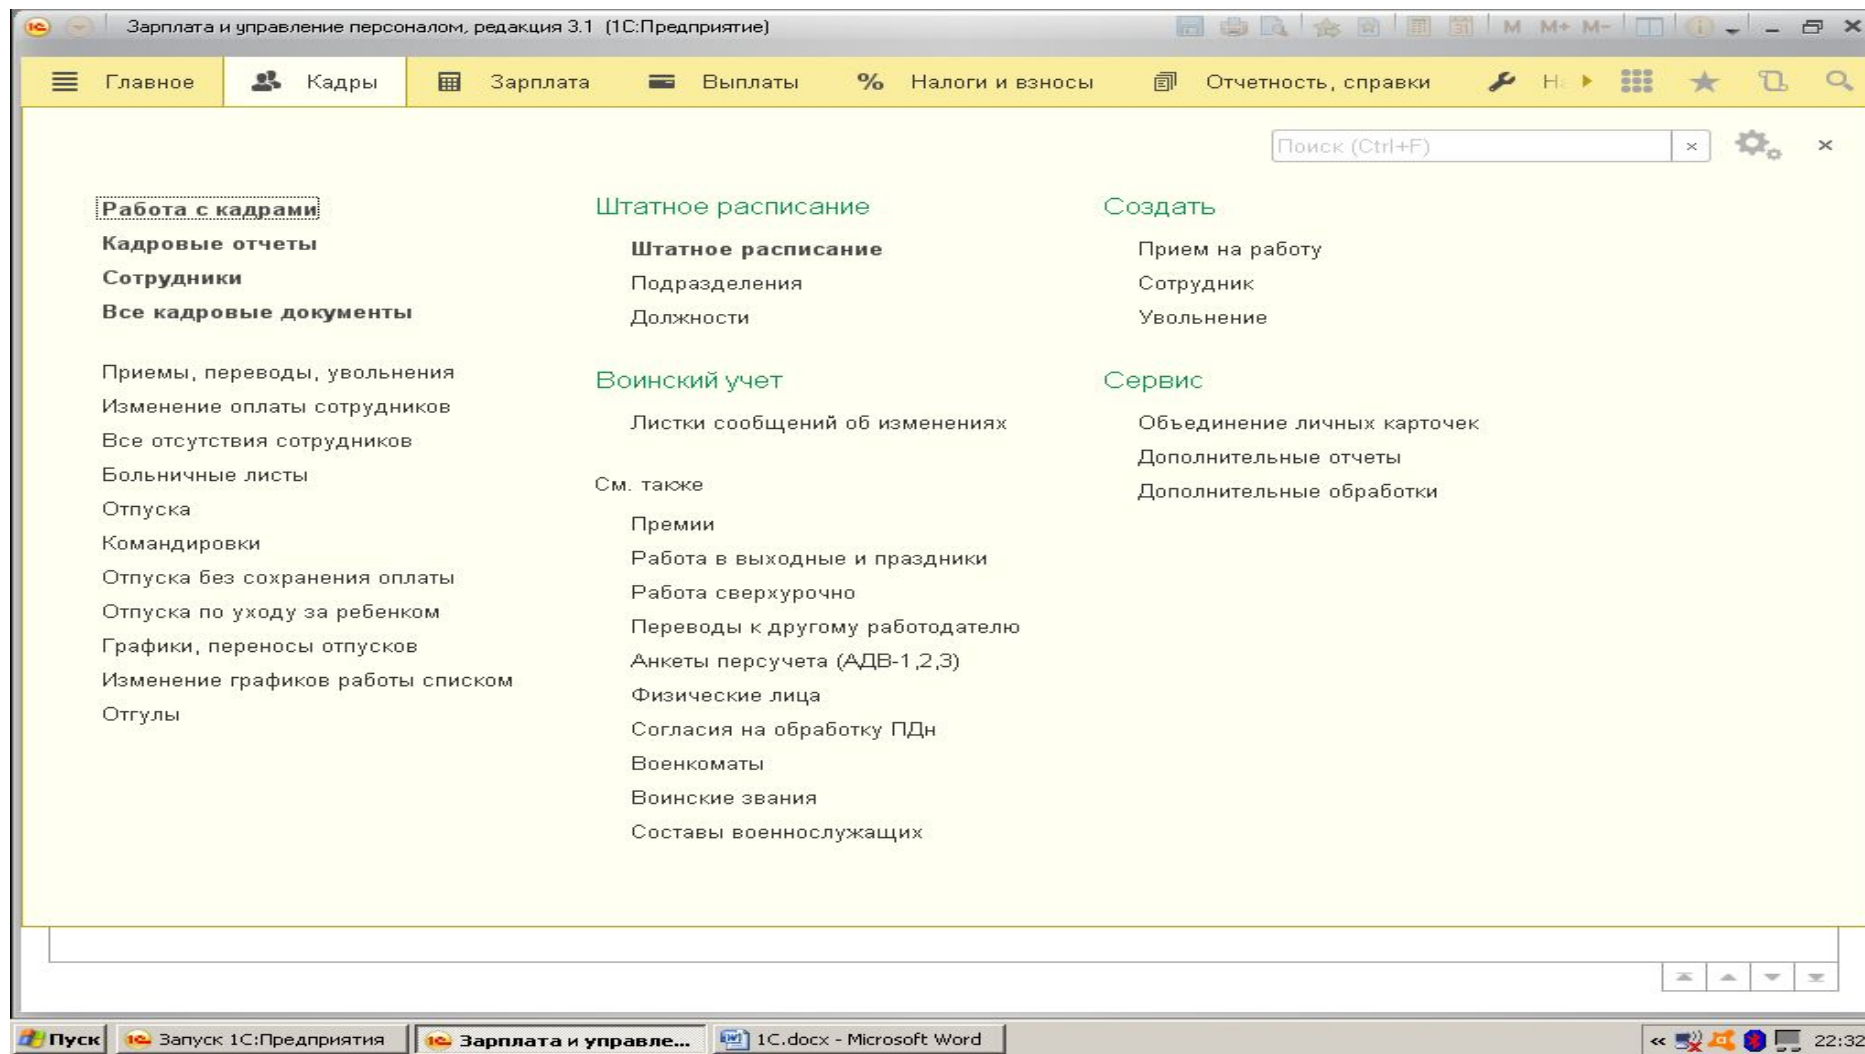 Зарплата и управление персоналом, редакция 3.1 (1С:Предприятие)
M M+ M-
Главное Кадры Зарплата Выплаты % Налоги и взносы Отчетность, справки
Поиск (Ctrl+F)
Работа с кадрами
Кадровые отчеты
Сотрудники
Все кадровые документы
Приемы, переводы, увольнения
Изменение оплаты сотрудников
Все отсутствия сотрудников
Больничные листы
Отпуска
Командировки
Отпуска без сохранения оплаты
Отпуска по уходу за ребенком
Графики, переносы отпусков
Изменение графиков работы списком
Отгулы
Штатное расписание
Штатное расписание
Подразделения
Должности
Воинский учет
Листки сообщений об изменениях
См. также
Премии
Работа в выходные и праздники
Работа сверхурочно
Переводы к другому работодателю
Анкеты персучета (АДВ-1,2,3)
Физические лица
Согласия на обработку ПДн
Военкоматы
Воинские звания
Составы военнослужащих
Создать
Прием на работу
Сотрудник
Увольнение
Сервис
Объединение личных карточек
Дополнительные отчеты
Дополнительные обработки
Пуск Запуск 1С:Предприятия Зарплата и управле... 1С.docx - Microsoft Word 22:32